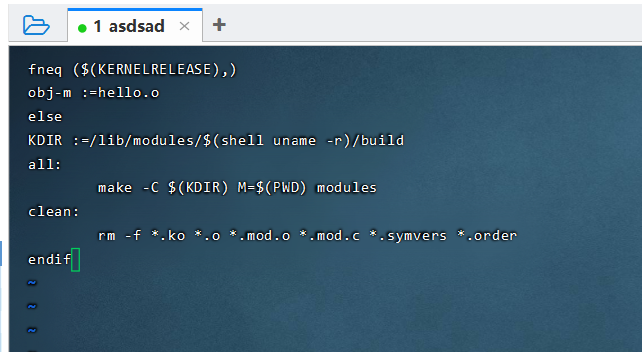 1 asdsad × +
fneq ($(KERNELRELEASE),)
obj-m :=hello.o
else
KDIR :=/lib/modules/$(shell uname -r)/build
all:
        make -C $(KDIR) M=$(PWD) modules
clean:
        rm -f *.ko *.o *.mod.o *.mod.c *.symvers *.order
endif
~
~
~